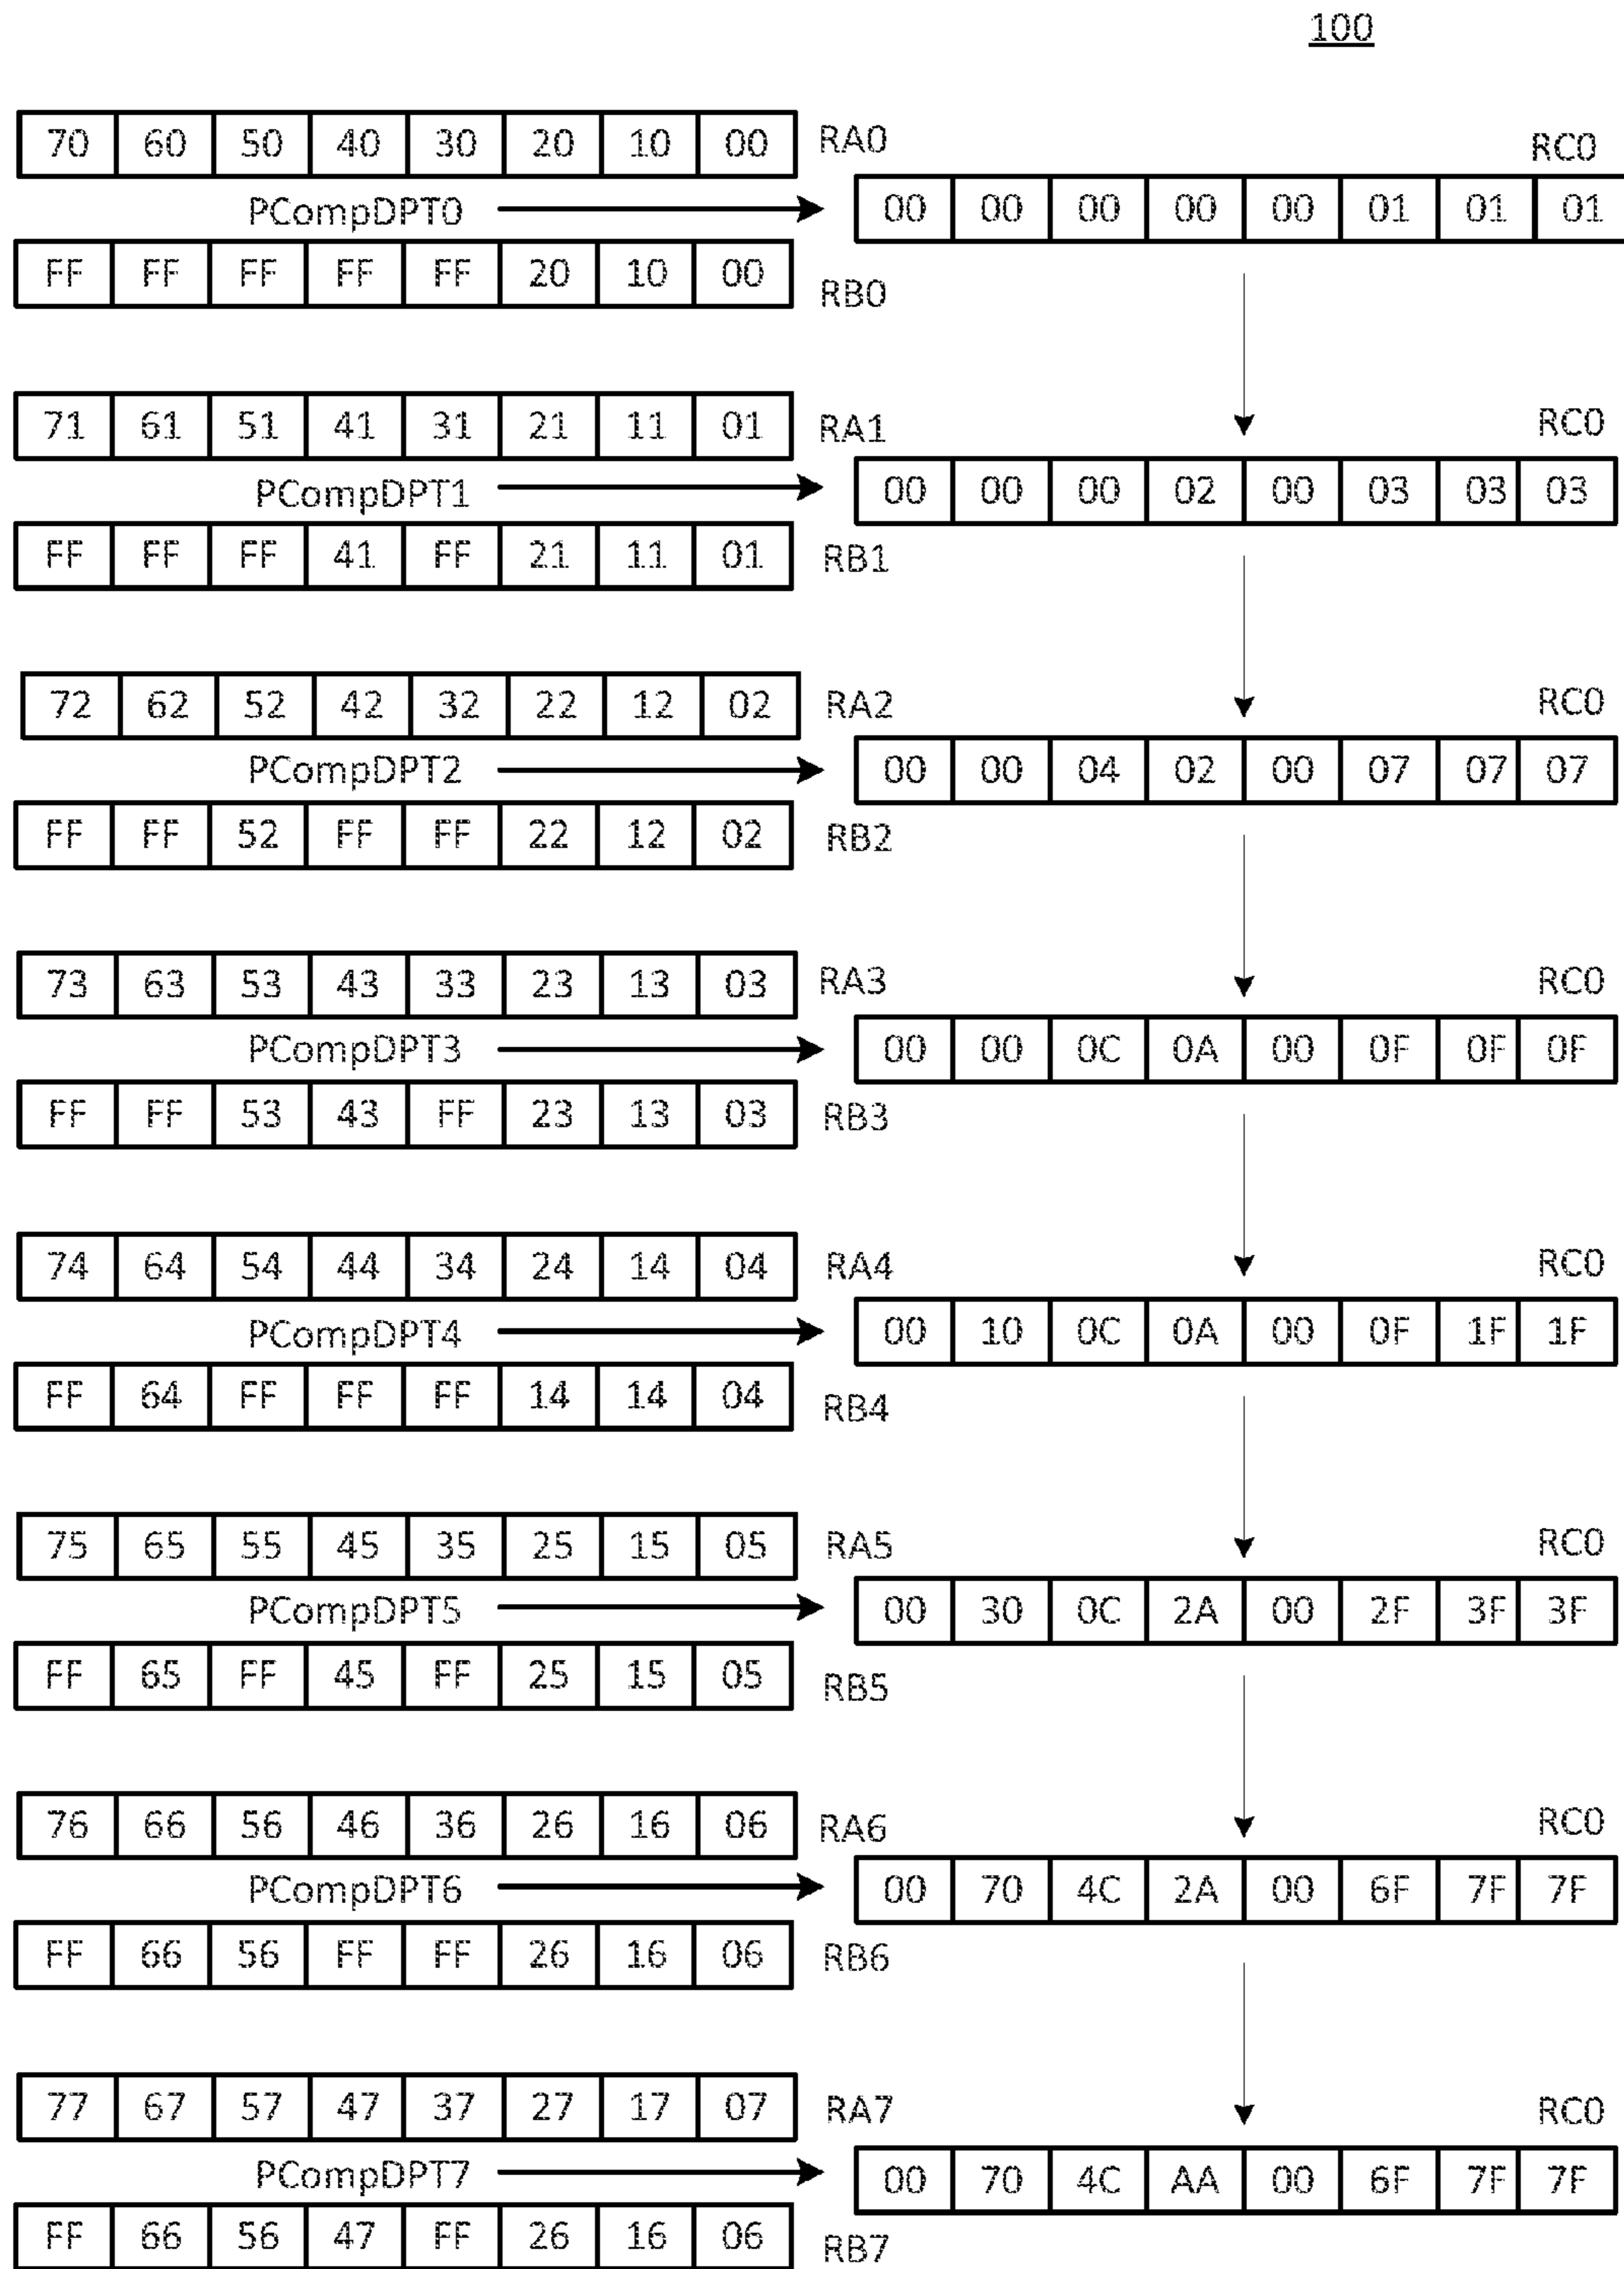 100
70 60 50 40 30 20 10 00 RA0
RC0
PCompDPT0 00 00 00 00 00 01 01 01
FF FF FF FF FF 20 10 00 RB0
71 61 51 41 31 21 11 01 RA1 RC0
PCompDPT1 00 00 00 02 00 03 03 03
FF FF FF 41 FF 21 11 01 RB1
72 62 52 42 32 22 12 02 RA2 RC0
PCompDPT2 00 00 04 02 00 07 07 07
FF FF 52 FF FF 22 12 02 RB2
73 63 53 43 33 23 13 03 RA3 RC0
PCompDPT3 00 00 0C 0A 00 0F 0F 0F
FF FF 53 43 FF 23 13 03 RB3
74 64 54 44 34 24 14 04 RA4 RC0
PCompDPT4 00 10 0C 0A 00 0F 1F 1F
FF 64 FF FF FF 14 14 04 RB4
75 65 55 45 35 25 15 05 RA5 RC0
PCompDPT5 00 30 0C 2A 00 2F 3F 3F
FF 65 FF 45 FF 25 15 05 RB5
76 66 56 46 36 26 16 06 RA6 RC0
PCompDPT6 00 70 4C 2A 00 6F 7F 7F
FF 66 56 FF FF 26 16 06 RB6
77 67 57 47 37 27 17 07 RA7 RC0
PCompDPT7 00 70 4C AA 00 6F 7F 7F
FF 66 56 47 FF 26 16 06 RB7